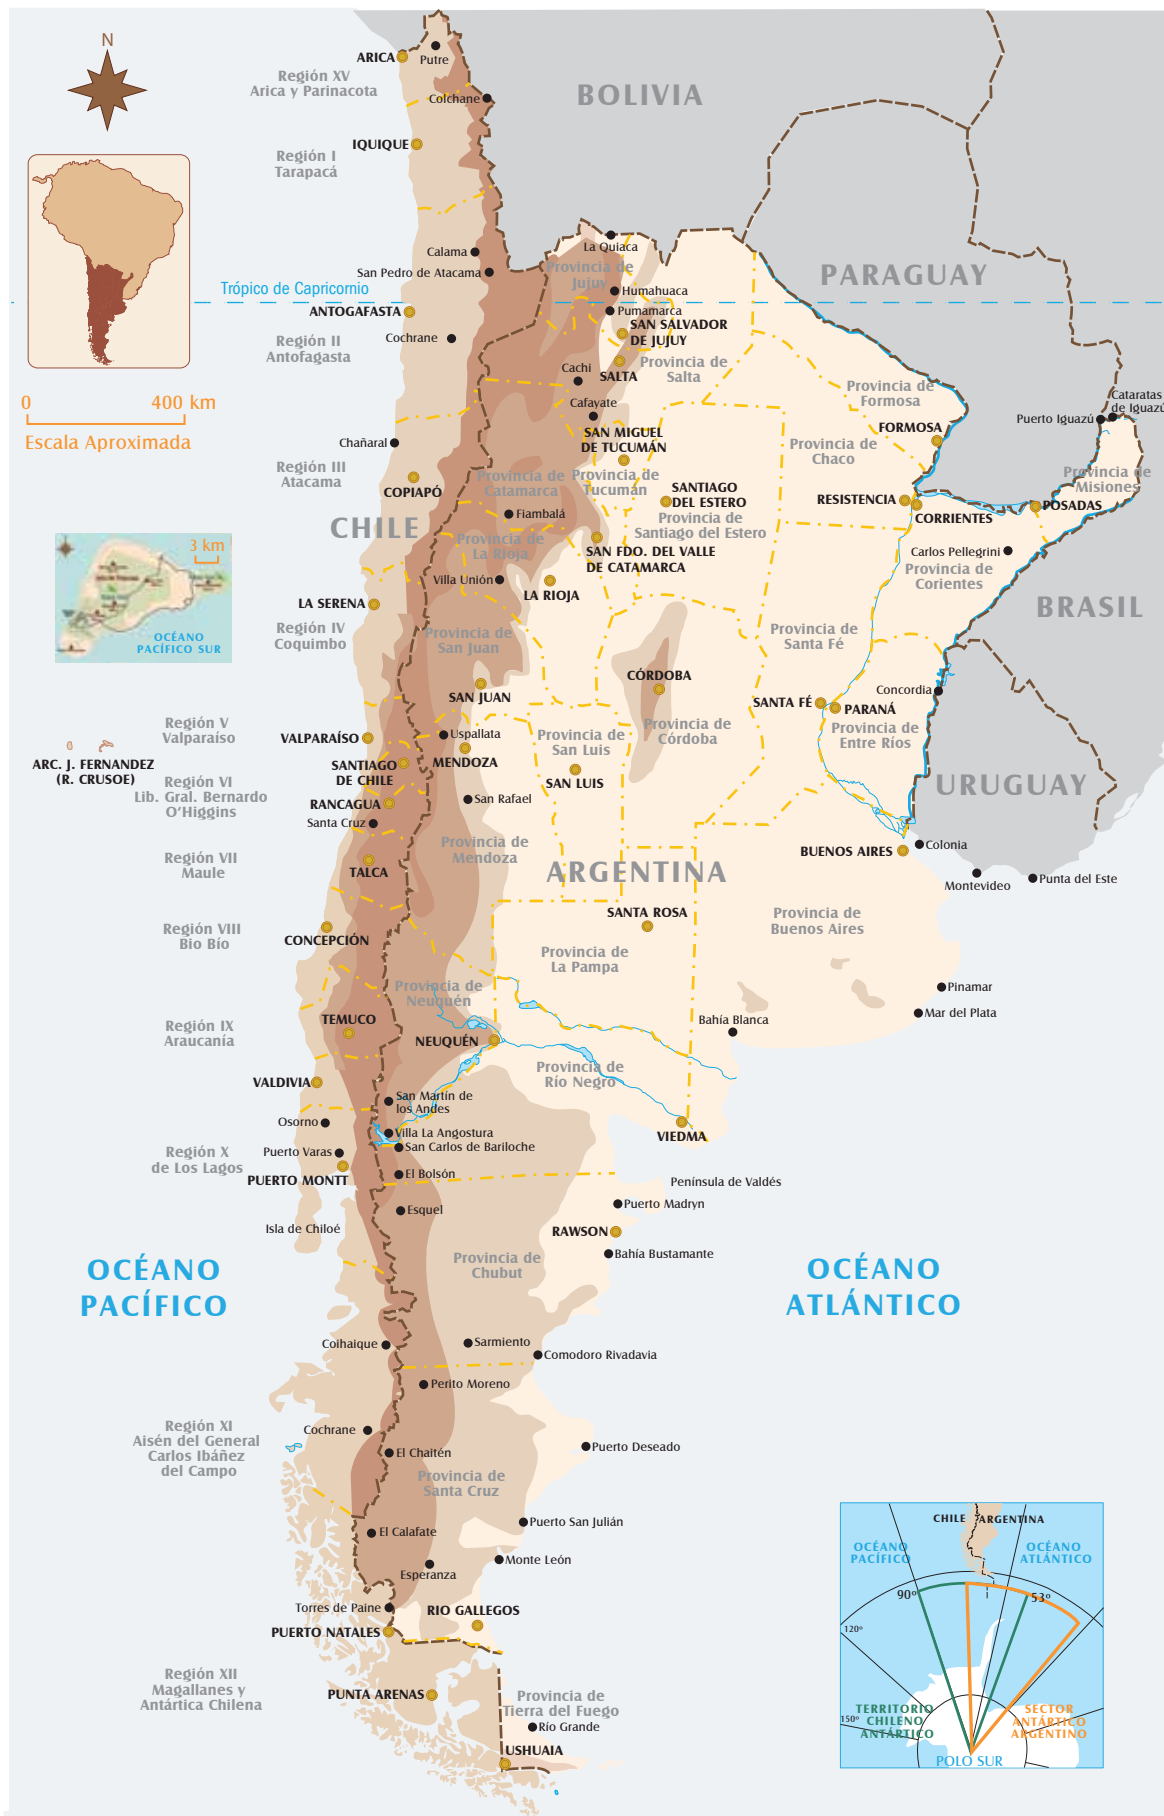 N
ARICA
Putre
Región XV
Arica y Parinacota
Colchane
BOLIVIA
IQUIQUE
Región I
Tarapacá
La Quiaca
Calama
San Pedro de Atacama
Provincia de
Jujuy
PARAGUAY
Trópico de Capricornio
Humahuaca
Pumamarca
ANTOGAFASTA
SAN SALVADOR
DE JUJUY
Cochrane
Región II
Antofagasta
SALTA
Provincia de
Salta
Cachi
Cafayate
Provincia de
Formosa
Cataratas
de Iguazú
Puerto Iguazú
0
400 km
Escala Aproximada
Chañaral
SAN MIGUEL
DE TUCUMÁN
FORMOSA
Provincia de
Chaco
Región III
Atacama
COPIAPÓ
Provincia de
Catamarca
Provincia de
Tucumán
SANTIAGO
DEL ESTERO
Provincia de
Santiago del Estero
RESISTENCIA
CORRIENTES
POSADAS
Provincia de
Misiones
CHILE
Fiambalá
Provincia de
La Rioja
SAN FDO. DEL VALLE
DE CATAMARCA
Carlos Pellegrini
Provincia de
Corientes
3 km
OCÉANO
PACÍFICO SUR
Villa Unión
LA RIOJA
LA SERENA
Región IV
Coquimbo
Provincia de
San Juan
Provincia de
Santa Fé
BRASIL
SAN JUAN
CÓRDOBA
SANTA FÉ
PARANÁ
Concordia
Región V
Valparaíso
VALPARAÍSO
Uspallata
MENDOZA
Provincia de
San Luis
Provincia de
Córdoba
Provincia de
Entre Ríos
ARC. J. FERNANDEZ
(R. CRUSOE)
SANTIAGO
DE CHILE
SAN LUIS
URUGUAY
Región VI
Lib. Gral. Bernardo
O'Higgins
RANCAGUA
San Rafael
Santa Cruz
Provincia de
Mendoza
BUENOS AIRES
Colonia
Región VII
Maule
TALCA
ARGENTINA
Montevideo
Punta del Este
SANTA ROSA
Provincia de
Buenos Aires
Región VIII
Bio Bío
CONCEPCIÓN
Provincia de
La Pampa
Provincia de
Neuquén
Pinamar
Mar del Plata
Bahía Blanca
Región IX
Araucanía
TEMUCO
NEUQUÉN
Provincia de
Río Negro
VALDIVIA
San Martín de
los Andes
Osorno
Villa La Angostura
VIEDMA
San Carlos de Bariloche
Puerto Varas
Región X
de Los Lagos
PUERTO MONTT
El Bolsón
Península de Valdés
Puerto Madryn
Esquel
Isla de Chiloé
RAWSON
Bahía Bustamante
OCÉANO
PACÍFICO
Provincia de
Chubut
OCÉANO
ATLÁNTICO
Coihaique
Sarmiento
Comodoro Rivadavia
Perito Moreno
Región XI
Aisén del General
Carlos Ibáñez
del Campo
Cochrane
El Chaitén
Puerto Deseado
Provincia de
Santa Cruz
Puerto San Julián
El Calafate
Monte León
Esperanza
Torres de Paine
RIO GALLEGOS
PUERTO NATALES
Región XII
Magallanes y
Antártica Chilena
PUNTA ARENAS
Provincia de
Tierra del Fuego
Río Grande
USHUAIA
CHILE
ARGENTINA
OCÉANO
PACÍFICO
OCÉANO
ATLÁNTICO
90º
53º
120º
150º
TERRITORIO
CHILENO
ANTÁRTICO
SECTOR
ANTÁRTICO
ARGENTINO
POLO SUR